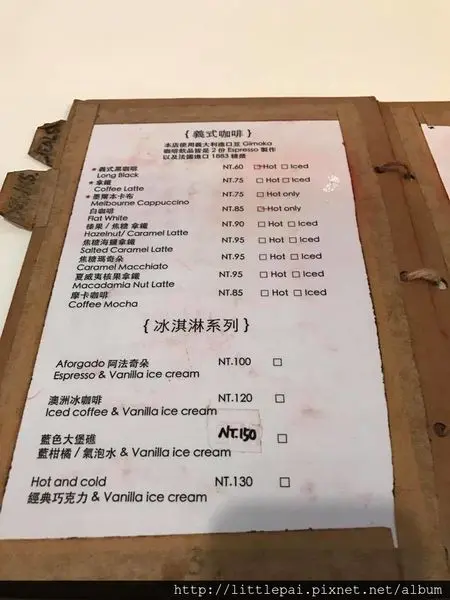 { 義式咖啡 }
本店使用義大利進口豆 Gimoka
咖啡飲品皆是 2 份 Espresso 製作
以及法國進口 1883 糖漿
* 義式黑咖啡 NT.60 □ Hot □ Iced
Long Black
* 拿鐵 NT.75 □ Hot □ Iced
Coffee Latte
* 墨爾本卡布 NT.75 □ Hot only
Melbourne Cappuccino
白咖啡 NT.85 □ Hot only
Flat White
榛果 / 焦糖 拿鐵 NT.90 □ Hot □ Iced
Hazelnut/ Caramel Latte
焦糖海鹽拿鐵 NT.95 □ Hot □ Iced
Salted Caramel Latte
焦糖瑪奇朵 NT.95 □ Hot □ Iced
Caramel Macchiato
夏威夷核果拿鐵 NT.95 □ Hot □ Iced
Macadamia Nut Latte
摩卡咖啡 NT.85 □ Hot □ Iced
Coffee Mocha
{ 冰淇淋系列 }
Aforgado 阿法奇朵 NT.100 □
Espresso & Vanilla ice cream
澳洲冰咖啡 NT.120 □
Iced coffee & Vanilla ice cream
藍色大堡礁 NT.150 □
藍柑橘 / 氣泡水 & Vanilla ice cream
Hot and cold NT.130 □
經典巧克力 & Vanilla ice cream
http://littlepai.pixnet.net/album